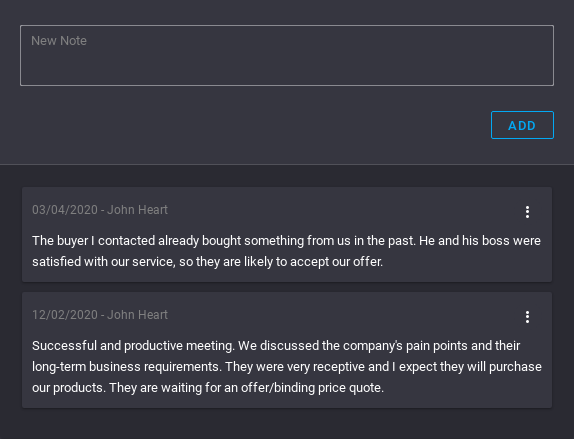 New Note
ADD
03/04/2020 - John Heart
The buyer I contacted already bought something from us in the past. He and his boss were
satisfied with our service, so they are likely to accept our offer.
12/02/2020 - John Heart
Successful and productive meeting. We discussed the company's pain points and their
long-term business requirements. They were very receptive and I expect they will purchase
our products. They are waiting for an offer/binding price quote.